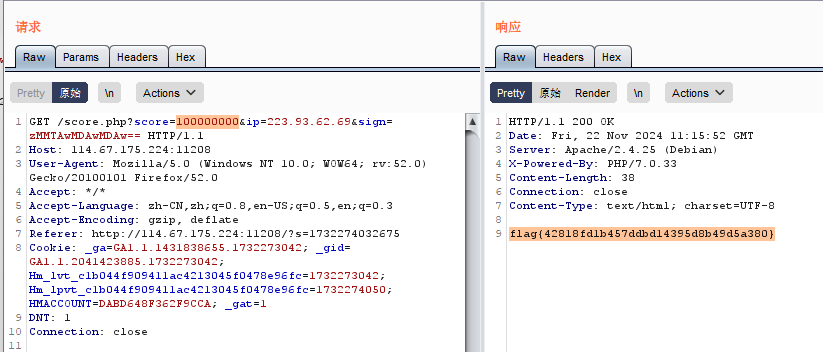 请求
Raw Params Headers Hex
Pretty 原始 \n Actions
1 GET /score.php?score=100000000&ip=223.93.62.69&sign=
zMMTAwMDAwMDAw== HTTP/1.1
2 Host: 114.67.175.224:11208
3 User-Agent: Mozilla/5.0 (Windows NT 10.0; WOW64; rv:52.0)
Gecko/20100101 Firefox/52.0
4 Accept: */*
5 Accept-Language: zh-CN,zh;q=0.8,en-US;q=0.5,en;q=0.3
6 Accept-Encoding: gzip, deflate
7 Referer: http://114.67.175.224:11208/?s=1732274032675
8 Cookie: _ga=GA1.1.1431838655.1732273042; _gid=
GA1.1.2041423885.1732273042;
Hm_lvt_c1b044f909411ac4213045f0478e96fc=1732273042;
Hm_lpvt_c1b044f909411ac4213045f0478e96fc=1732274050;
HMACCOUNT=DABD648F362F9CCA; _gat=1
9 DNT: 1
10 Connection: close
11
响应
Raw Headers Hex
Pretty 原始 Render \n Actions
1 HTTP/1.1 200 OK
2 Date: Fri, 22 Nov 2024 11:15:52 GMT
3 Server: Apache/2.4.25 (Debian)
4 X-Powered-By: PHP/7.0.33
5 Content-Length: 38
6 Connection: close
7 Content-Type: text/html; charset=UTF-8
8
9 flag{42818fd1b457ddbd14395d8b49d5a380}